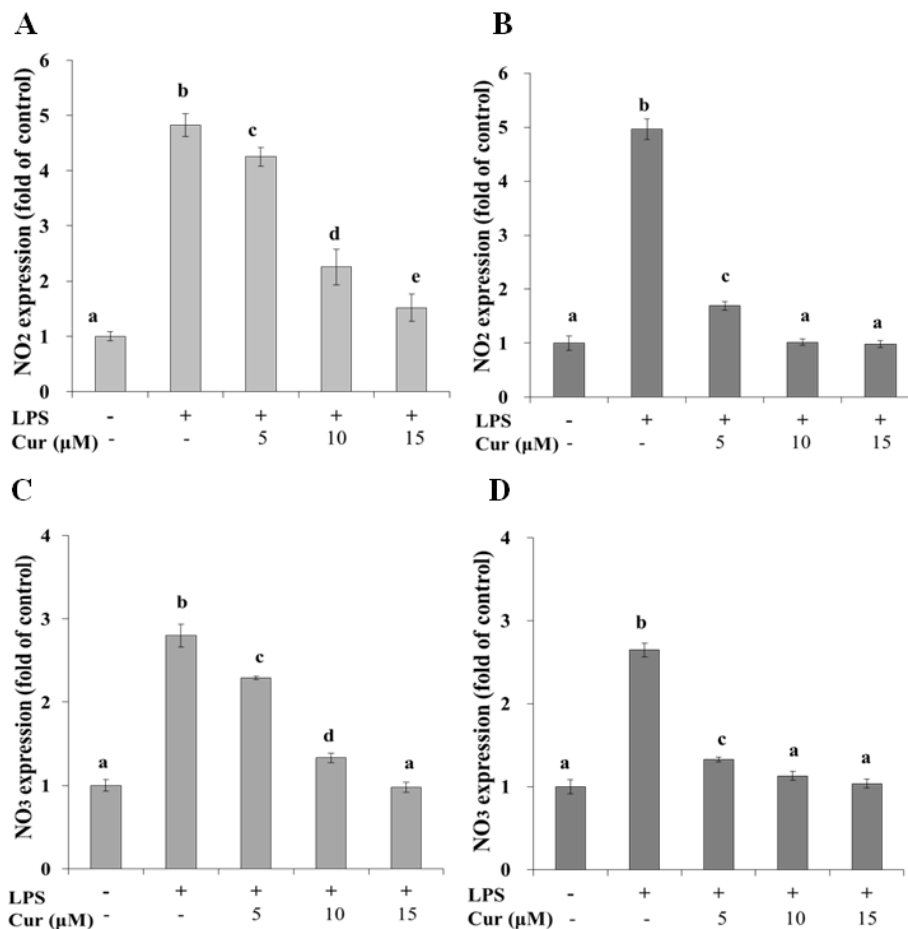 A
NO2 expression (fold of control)
6
5
4
3
2
1
0
a
b
c
d
e
LPS - + + + +
Cur (µM) - - 5 10 15
B
NO2 expression (fold of control)
6
5
4
3
2
1
0
a
b
c
a
a
LPS - + + + +
Cur (µM) - - 5 10 15
C
NO3 expression (fold of control)
4
3
2
1
0
a
b
c
d
a
LPS - + + + +
Cur (µM) - - 5 10 15
D
NO3 expression (fold of control)
4
3
2
1
0
a
b
c
a
a
LPS - + + + +
Cur (µM) - - 5 10 15